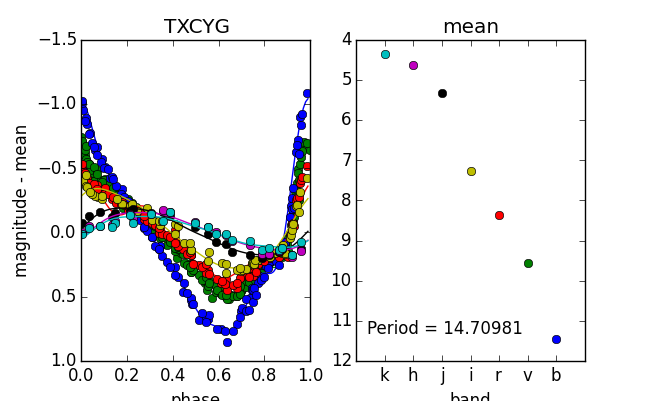 TXCYG
mean
magnitude - mean
−1.5
−1.0
−0.5
0.0
0.5
1.0
0.0 0.2 0.4 0.6 0.8 1.0
phase
4
5
6
7
8
9
10
11
12
Period = 14.70981
k h j i r v b
band